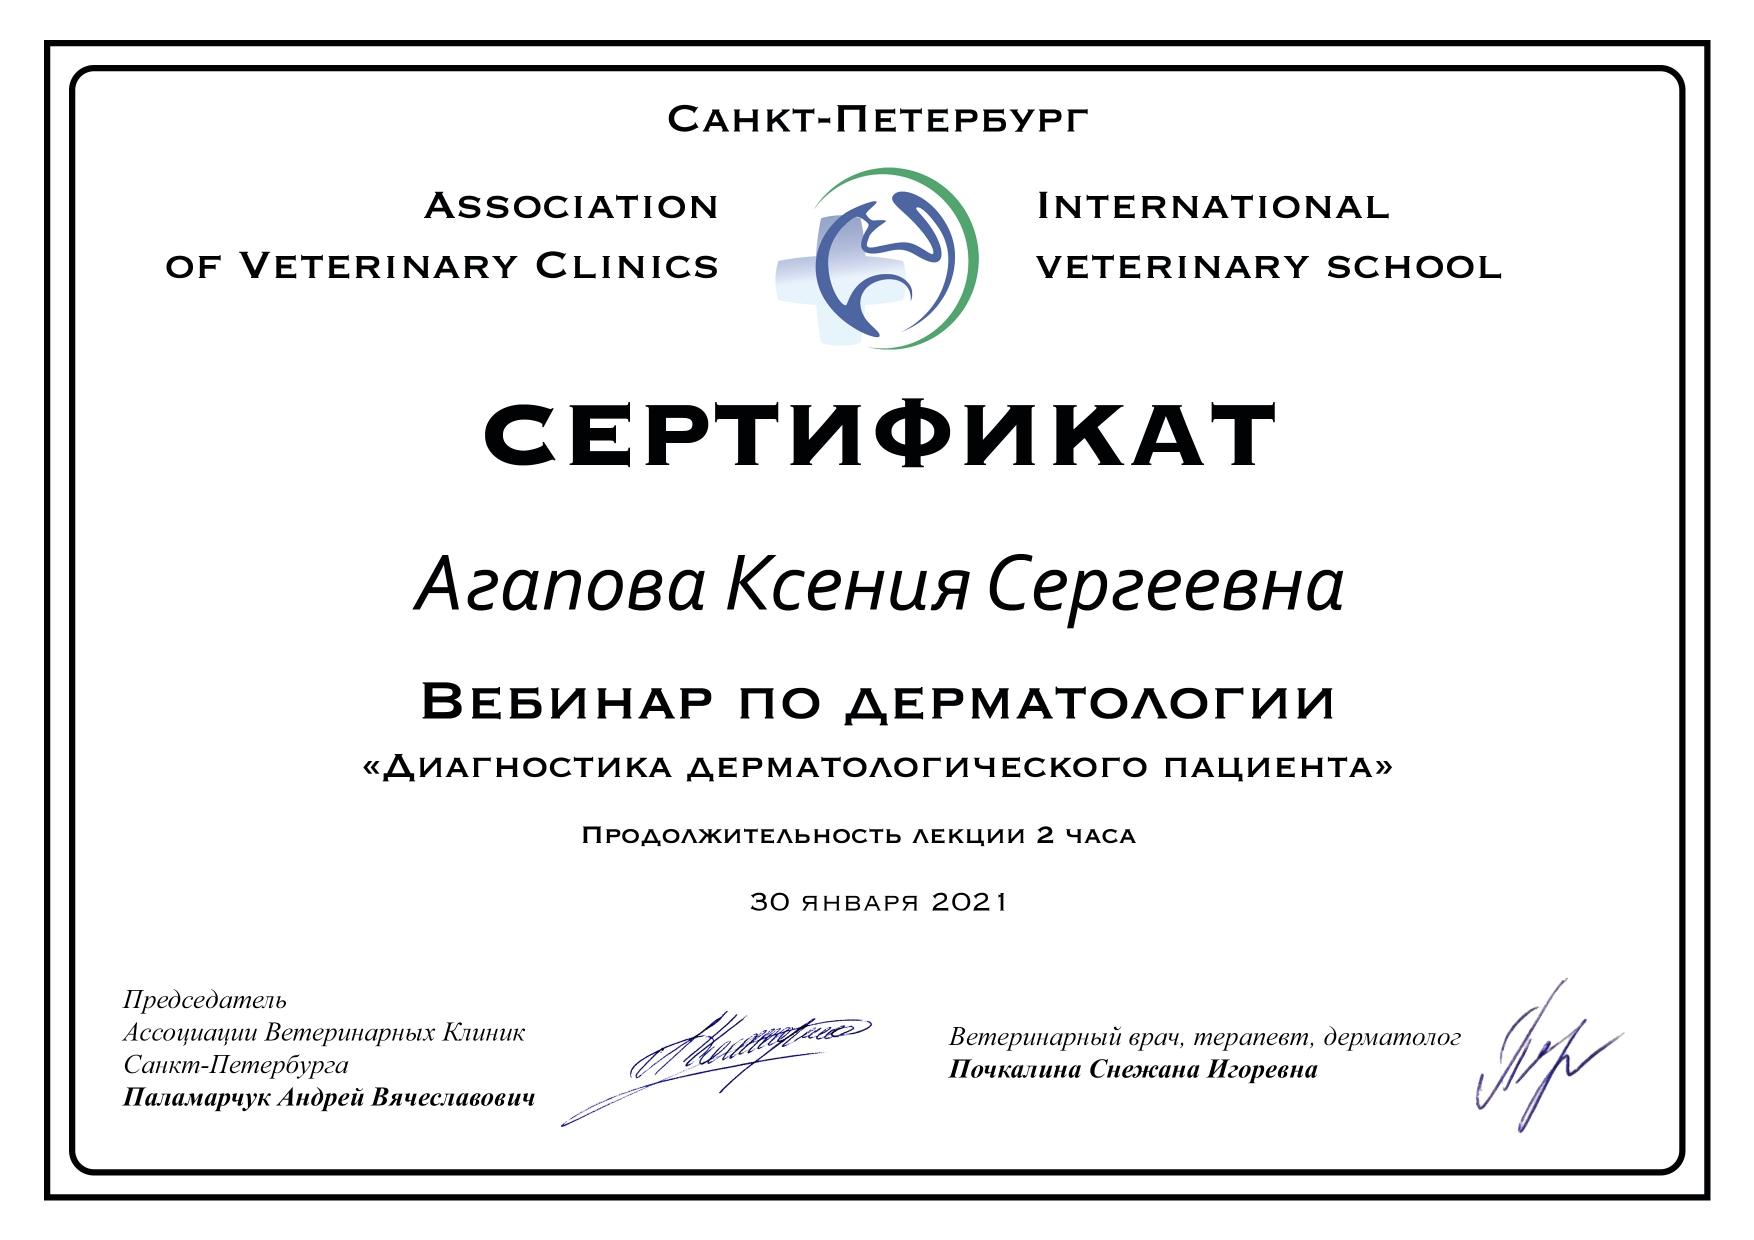 Санкт-Петербург
Association
of Veterinary Clinics
International
veterinary school
СЕРТИФИКАТ
Агапова Ксения Сергеевна
Вебинар по дерматологии
«Диагностика дерматологического пациента»
Продолжительность лекции 2 часа
30 января 2021
Председатель
Ассоциации Ветеринарных Клиник
Санкт-Петербурга
Паламарчук Андрей Вячеславович
Ветеринарный врач, терапевт, дерматолог
Почкалина Снежана Игоревна